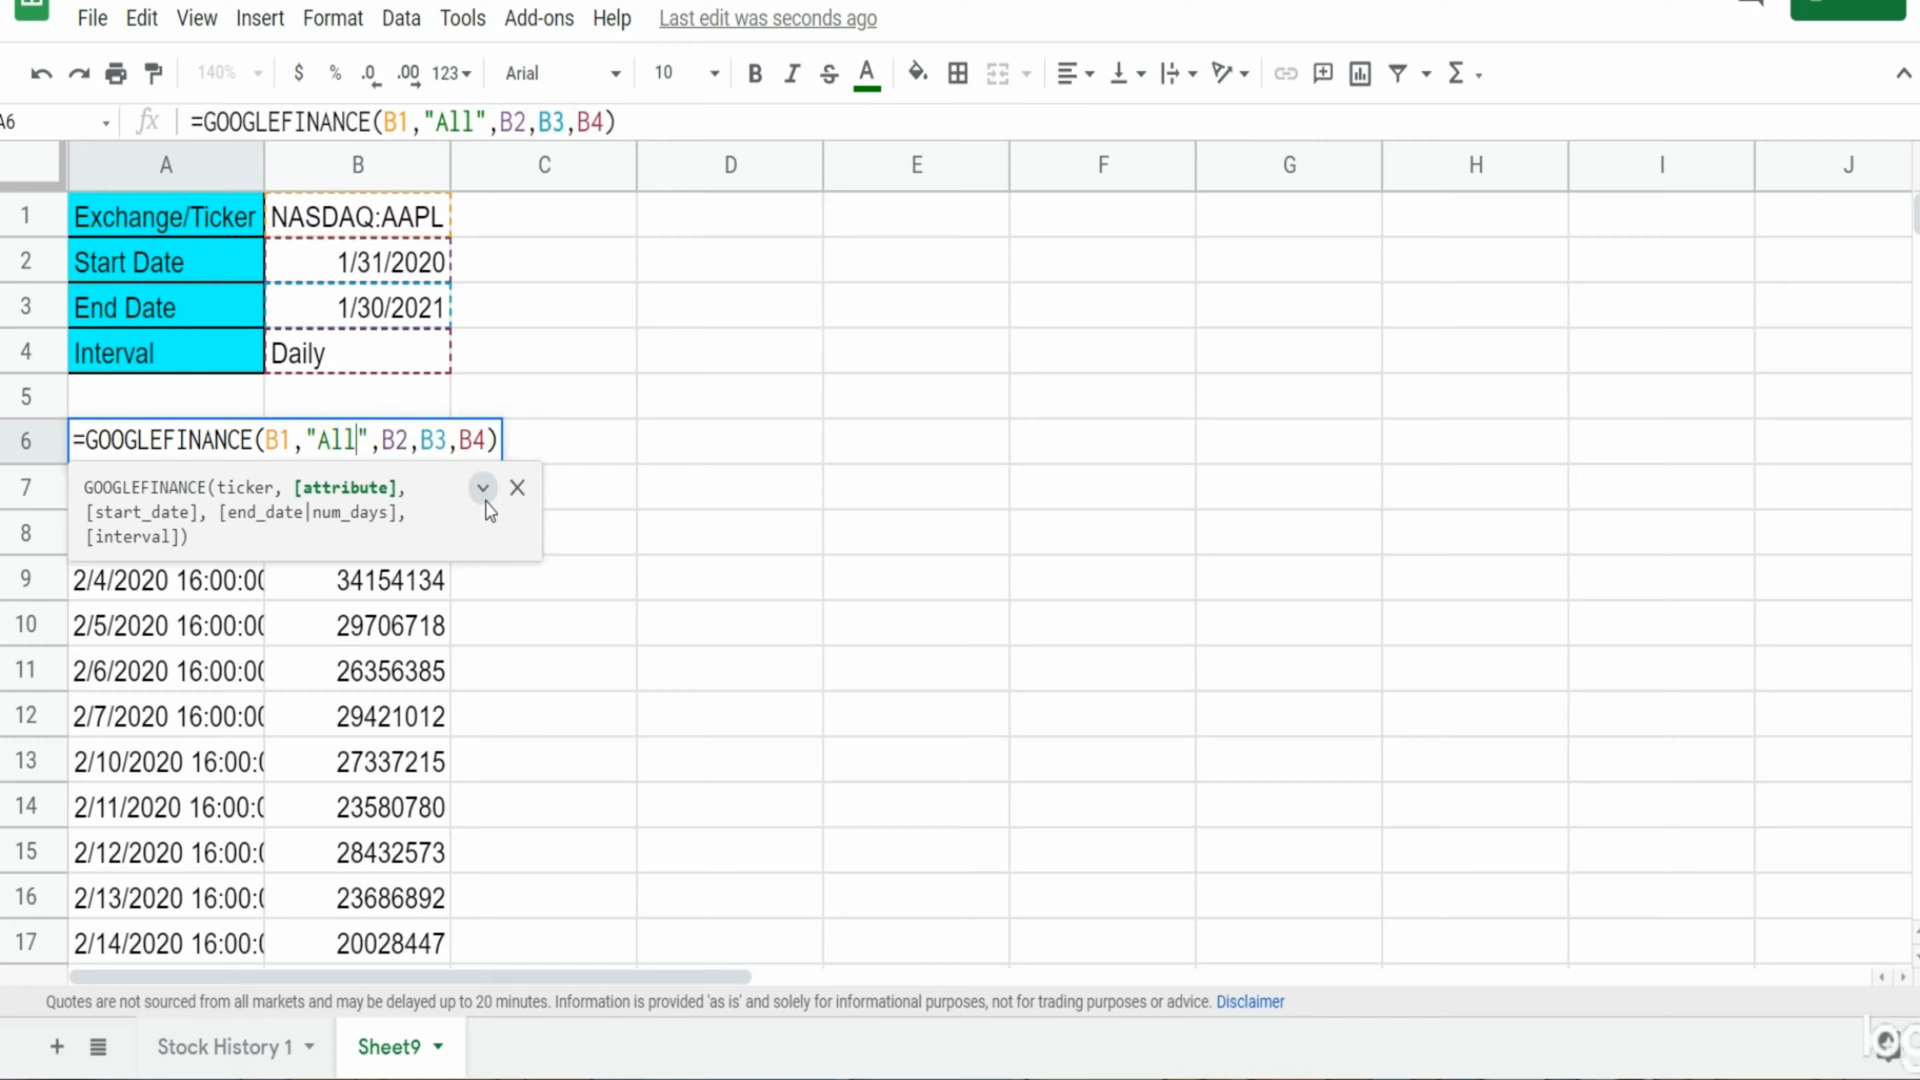 File Edit View Insert Format Data Tools Add-ons Help Last edit was seconds ago
140% $ % .0 .00 123 Arial 10 B I S A Σ
A6 fx =GOOGLEFINANCE(B1,"All",B2,B3,B4)
A B C D E F G H I J
1 Exchange/Ticker NASDAQ:AAPL
2 Start Date 1/31/2020
3 End Date 1/30/2021
4 Interval Daily
5
6 =GOOGLEFINANCE(B1,"All",B2,B3,B4)
7 GOOGLEFINANCE(ticker, [attribute],
[start_date], [end_date|num_days],
8 [interval])
9 2/4/2020 16:00:00 34154134
10 2/5/2020 16:00:00 29706718
11 2/6/2020 16:00:00 26356385
12 2/7/2020 16:00:00 29421012
13 2/10/2020 16:00:0 27337215
14 2/11/2020 16:00:0 23580780
15 2/12/2020 16:00:0 28432573
16 2/13/2020 16:00:0 23686892
17 2/14/2020 16:00:0 20028447
Quotes are not sourced from all markets and may be delayed up to 20 minutes. Information is provided 'as is' and solely for informational purposes, not for trading purposes or advice. Disclaimer
+ Stock History 1 Sheet9